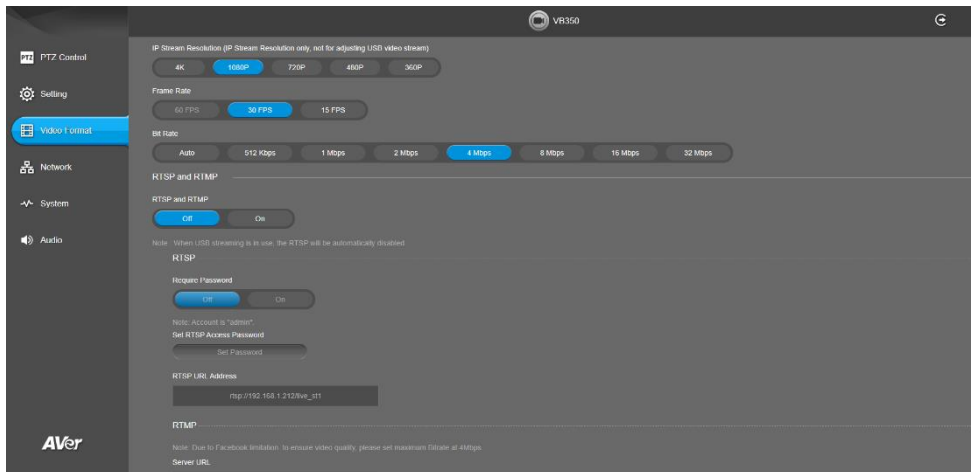 VB350
PTZ PTZ Control
Setting
Video Format
Network
System
Audio
AVer
IP Stream Resolution (IP Stream Resolution only, not for adjusting USB video stream)
4K 1080P 720P 480P 360P
Frame Rate
60 FPS 30 FPS 15 FPS
Bit Rate
Auto 512 Kbps 1 Mbps 2 Mbps 4 Mbps 8 Mbps 16 Mbps 32 Mbps
RTSP and RTMP
RTSP and RTMP
Off On
Note : When USB streaming is in use, the RTSP will be automatically disabled
RTSP
Require Password
Off On
Note: Account is "admin".
Set RTSP Access Password
Set Password
RTSP URL Address
rtsp://192.168.1.212/live_st1
RTMP
Note: Due to Facebook limitation, to ensure video quality, please set maximum Bitrate at 4Mbps
Server URL